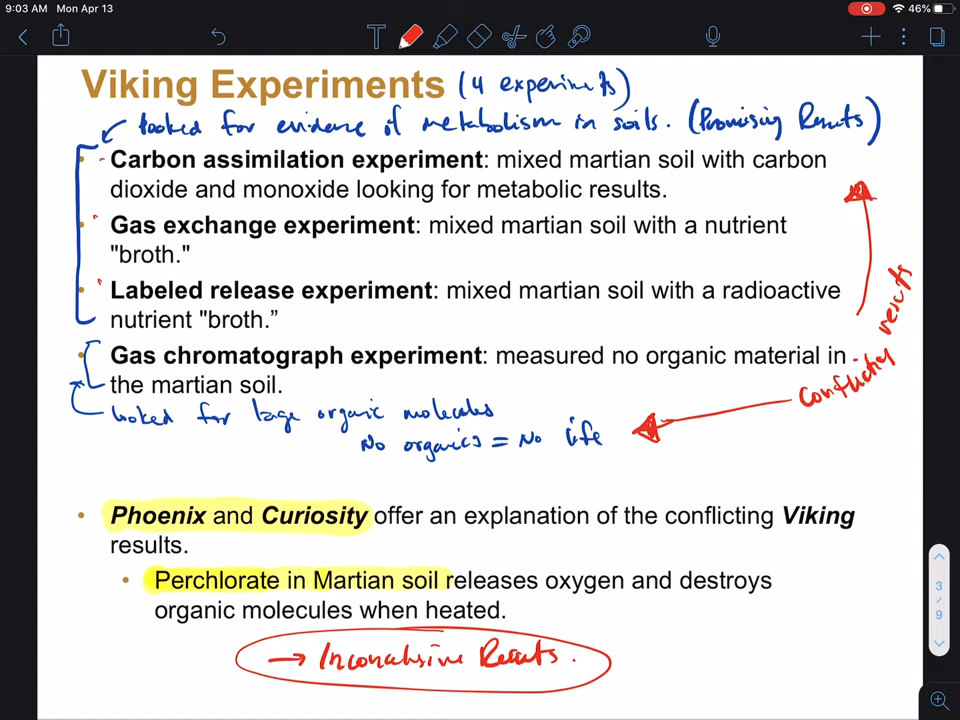 9:03 AM Mon Apr 13
46%
Viking Experiments (4 experiments)
looked for evidence of metabolism in soils. (Promising Results)
• Carbon assimilation experiment: mixed martian soil with carbon
dioxide and monoxide looking for metabolic results.
• Gas exchange experiment: mixed martian soil with a nutrient
"broth."
• Labeled release experiment: mixed martian soil with a radioactive
nutrient "broth.”
• Gas chromatograph experiment: measured no organic material in
the martian soil.
Conflicting results
looked for large organic molecules
No organics = No life
• Phoenix and Curiosity offer an explanation of the conflicting Viking
results.
• Perchlorate in Martian soil releases oxygen and destroys
organic molecules when heated.
→ Inconclusive Results.
3
9